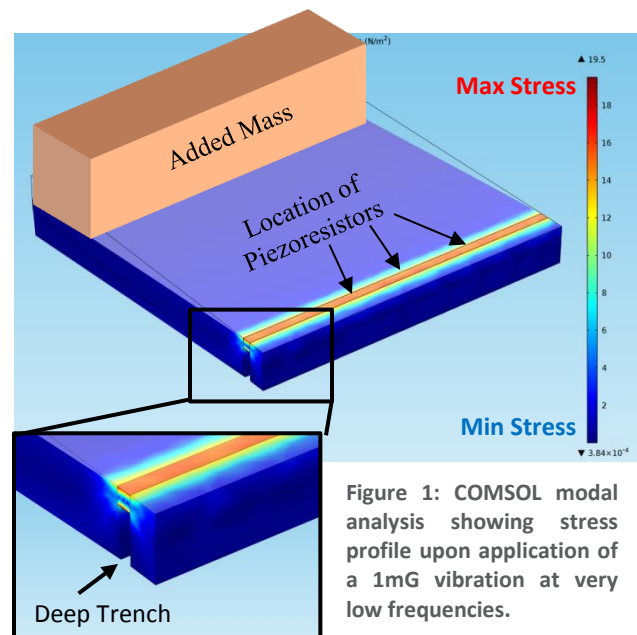 (N/m²)
▲ 19.5
Max Stress
18
16
14
12
10
8
6
4
2
Min Stress
▼ 3.84×10⁻⁴
Added Mass
Location of
Piezoresistors
Deep Trench
Figure 1: COMSOL modal
analysis showing stress
profile upon application of
a 1mG vibration at very
low frequencies.